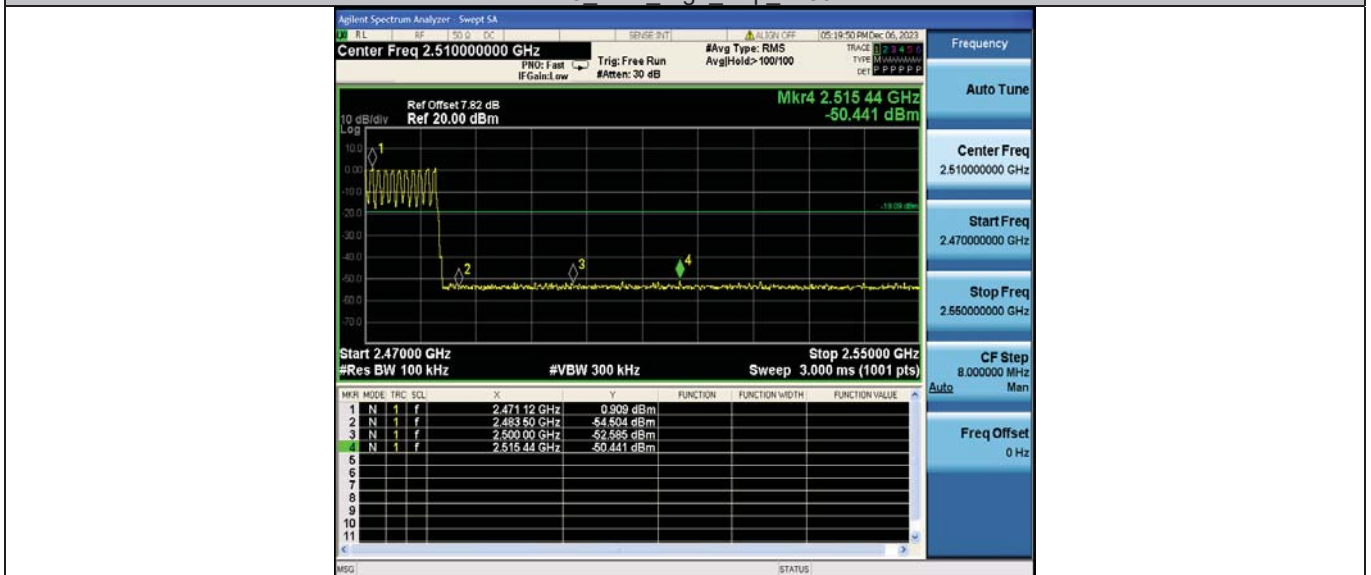 Agilent Spectrum Analyzer - Swept SA
RL RF 50 Ω DC SENSE:INT ALIGN OFF 05:19:50 PM Dec 06, 2023
Center Freq 2.510000000 GHz
PNO: Fast
IFGain:Low
Trig: Free Run
#Atten: 30 dB
#Avg Type: RMS
Avg|Hold:>100/100
TRACE 1 2 3 4 5 6
TYPE M
DET P P P P P P
Ref Offset 7.82 dB
10 dB/div Ref 20.00 dBm
Log
Mkr4 2.515 44 GHz
-50.441 dBm
10.0
0.00
-10.0
-20.0
-30.0
-40.0
-50.0
-60.0
-70.0
1
2
3
4
-19.09 dBm
Start 2.47000 GHz Stop 2.55000 GHz
#Res BW 100 kHz #VBW 300 kHz Sweep 3.000 ms (1001 pts)
MKR MODE TRC SCL X Y FUNCTION FUNCTION WIDTH FUNCTION VALUE
1 N 1 f 2.471 12 GHz 0.909 dBm
2 N 1 f 2.483 50 GHz -54.504 dBm
3 N 1 f 2.500 00 GHz -52.585 dBm
4 N 1 f 2.515 44 GHz -50.441 dBm
5
6
7
8
9
10
11
MSG STATUS
Frequency
Auto Tune
Center Freq
2.510000000 GHz
Start Freq
2.470000000 GHz
Stop Freq
2.550000000 GHz
CF Step
8.000000 MHz
Auto Man
Freq Offset
0 Hz